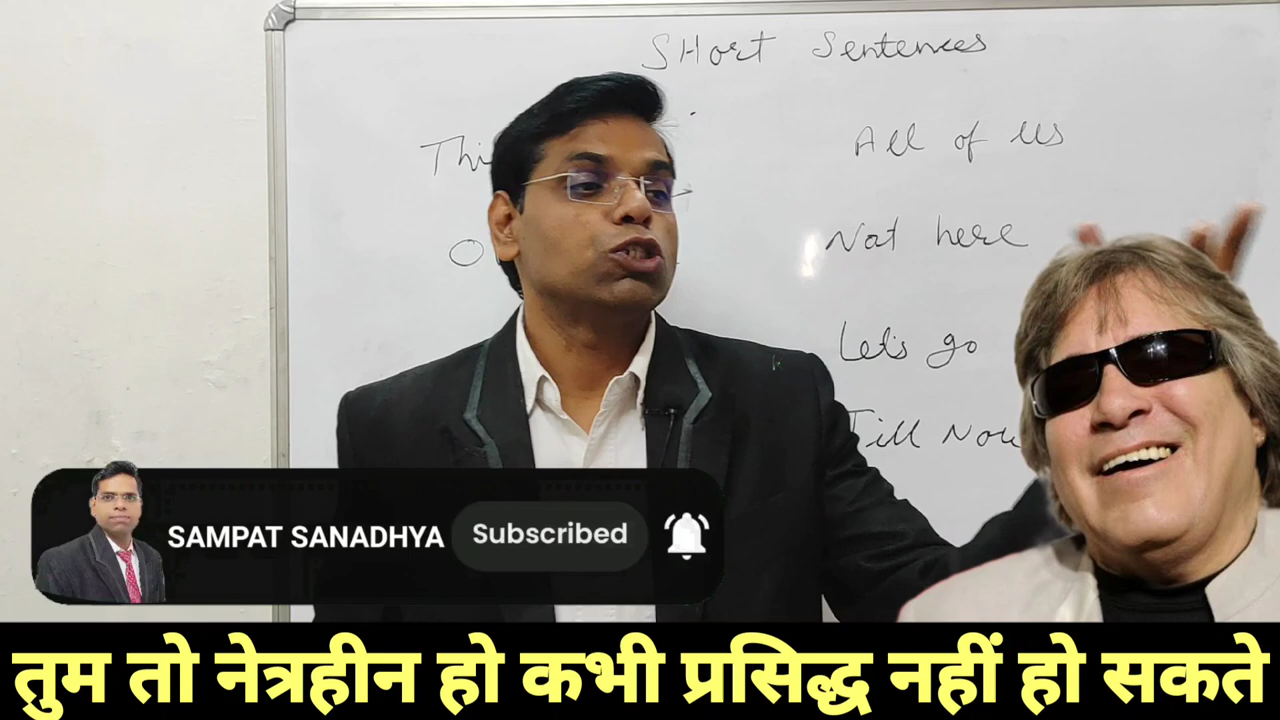 SHort Sentences
All of us
Not here
Let's go
Till Now
SAMPAT SANADHYA Subscribed
तुम तो नेत्रहीन हो कभी प्रसिद्ध नहीं हो सकते